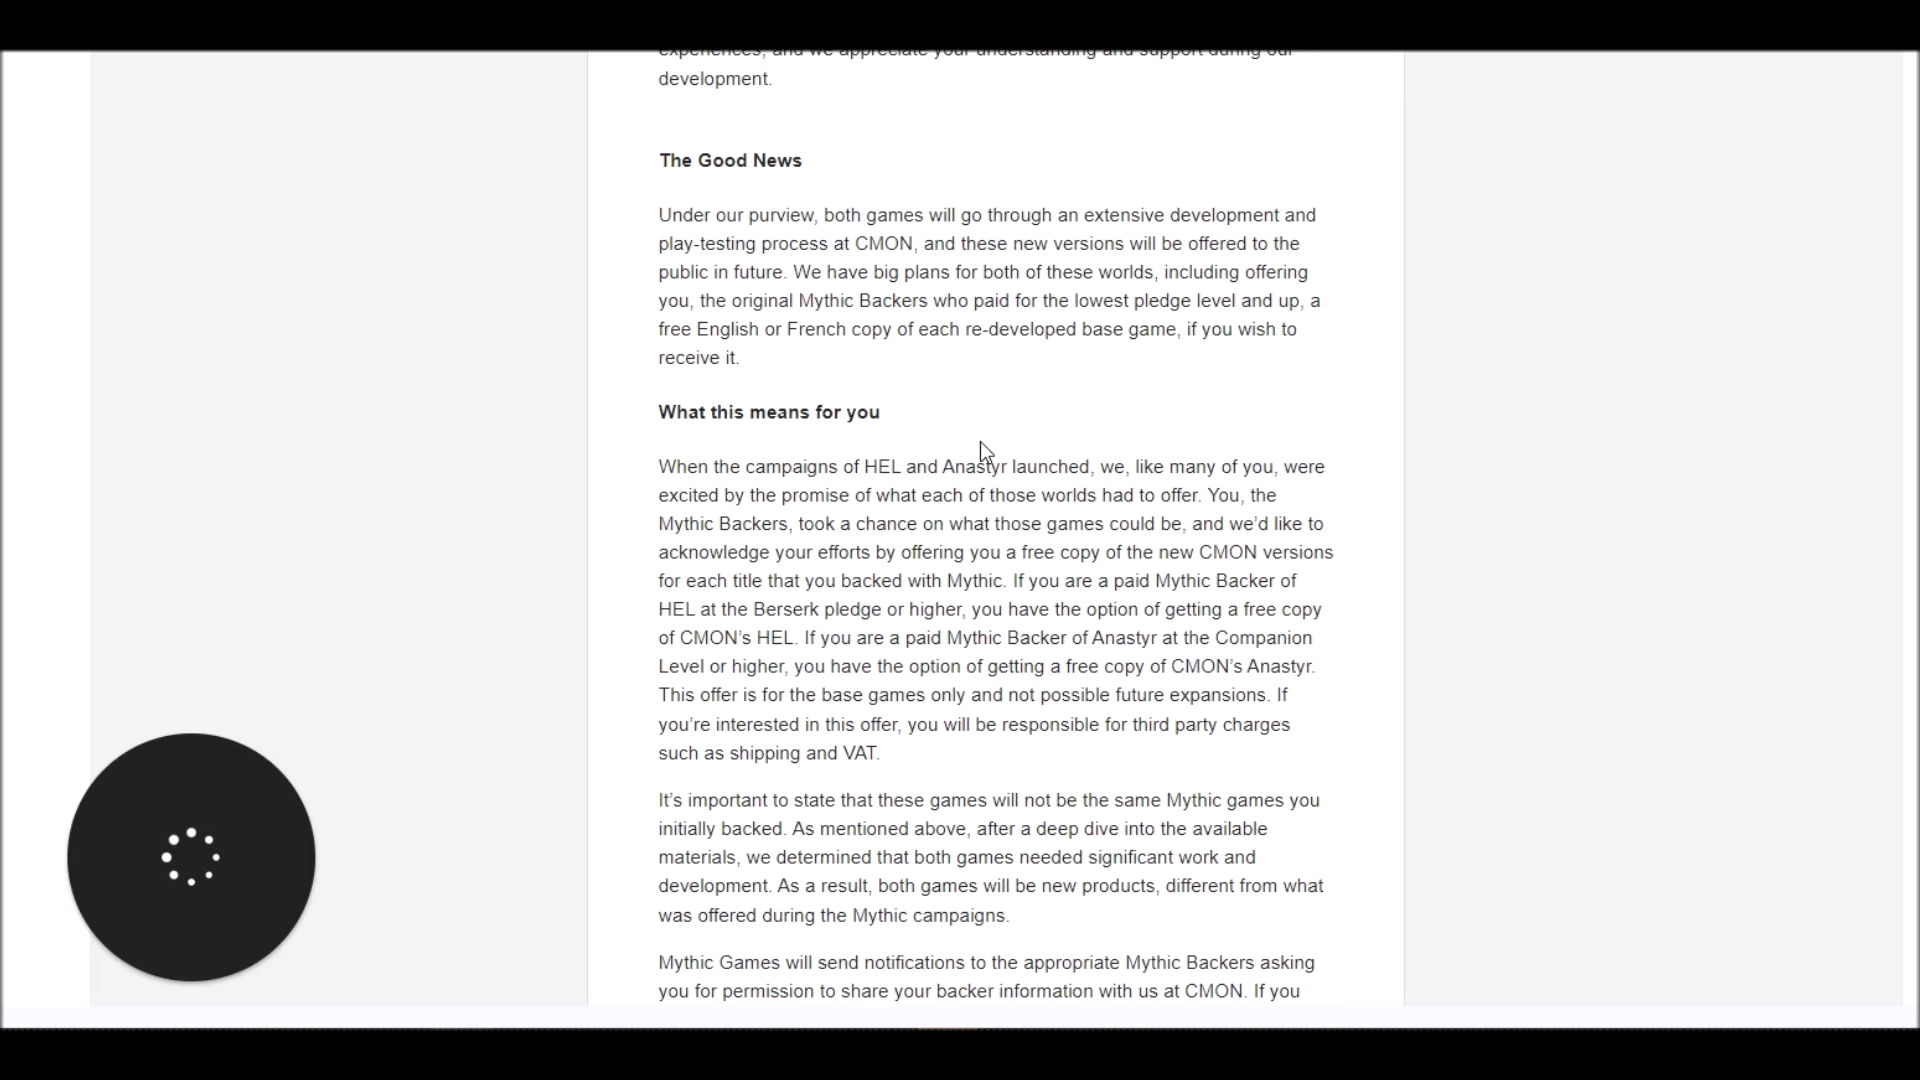 experiences, and we appreciate your understanding and support during our
development.
The Good News
Under our purview, both games will go through an extensive development and
play-testing process at CMON, and these new versions will be offered to the
public in future. We have big plans for both of these worlds, including offering
you, the original Mythic Backers who paid for the lowest pledge level and up, a
free English or French copy of each re-developed base game, if you wish to
receive it.
What this means for you
When the campaigns of HEL and Anastyr launched, we, like many of you, were
excited by the promise of what each of those worlds had to offer. You, the
Mythic Backers, took a chance on what those games could be, and we’d like to
acknowledge your efforts by offering you a free copy of the new CMON versions
for each title that you backed with Mythic. If you are a paid Mythic Backer of
HEL at the Berserk pledge or higher, you have the option of getting a free copy
of CMON’s HEL. If you are a paid Mythic Backer of Anastyr at the Companion
Level or higher, you have the option of getting a free copy of CMON’s Anastyr.
This offer is for the base games only and not possible future expansions. If
you’re interested in this offer, you will be responsible for third party charges
such as shipping and VAT.
It’s important to state that these games will not be the same Mythic games you
initially backed. As mentioned above, after a deep dive into the available
materials, we determined that both games needed significant work and
development. As a result, both games will be new products, different from what
was offered during the Mythic campaigns.
Mythic Games will send notifications to the appropriate Mythic Backers asking
you for permission to share your backer information with us at CMON. If you